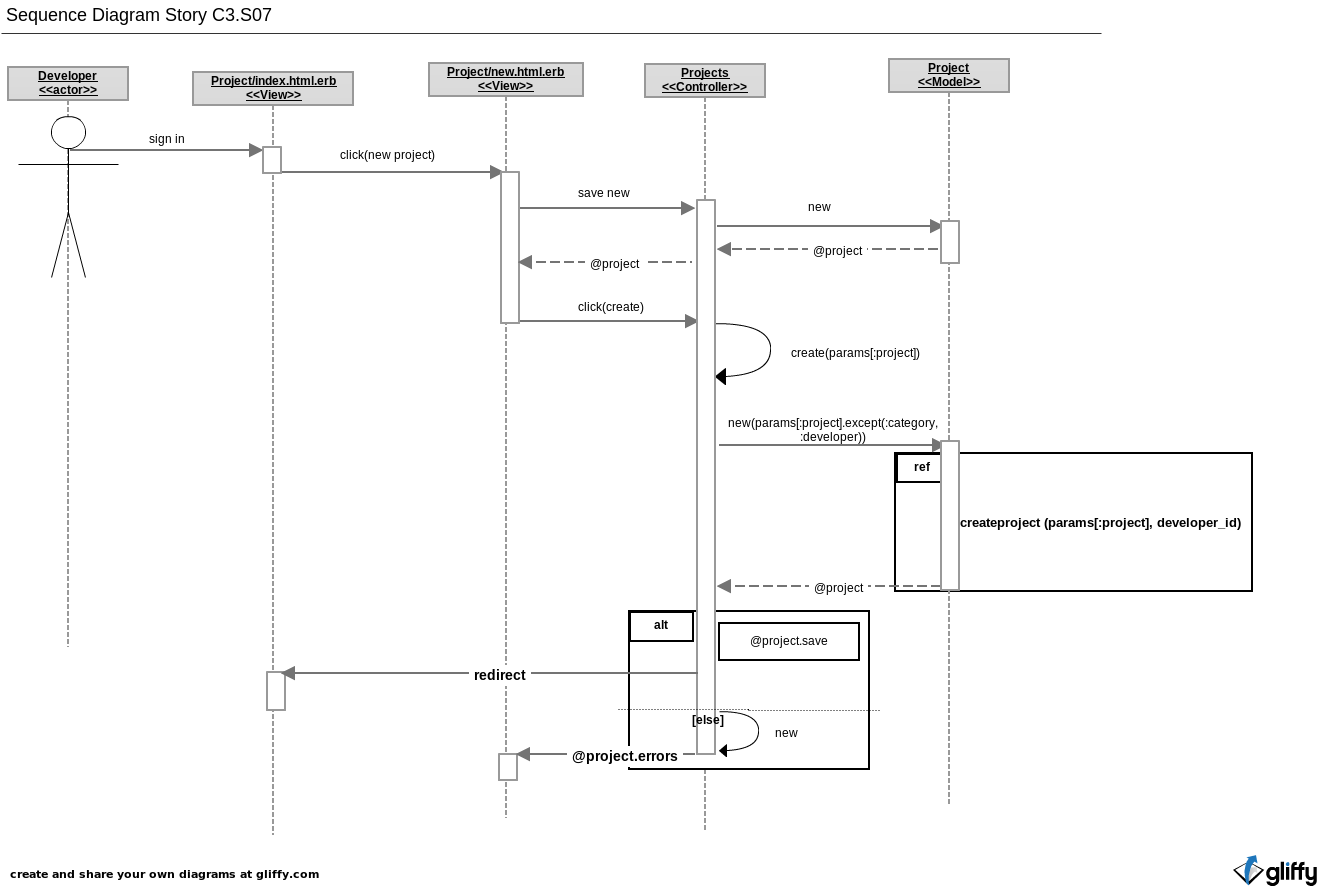 Sequence Diagram Story C3.S07
Developer
<<actor>>
Project/index.html.erb
<<View>>
Project/new.html.erb
<<View>>
Projects
<<Controller>>
Project
<<Model>>
sign in
click(new project)
save new
new
@project
@project
click(create)
create(params[:project])
new(params[:project].except(:category,
:developer))
ref
createproject (params[:project], developer_id)
@project
alt
@project.save
redirect
[else]
new
@project.errors
create and share your own diagrams at gliffy.com
gliffy